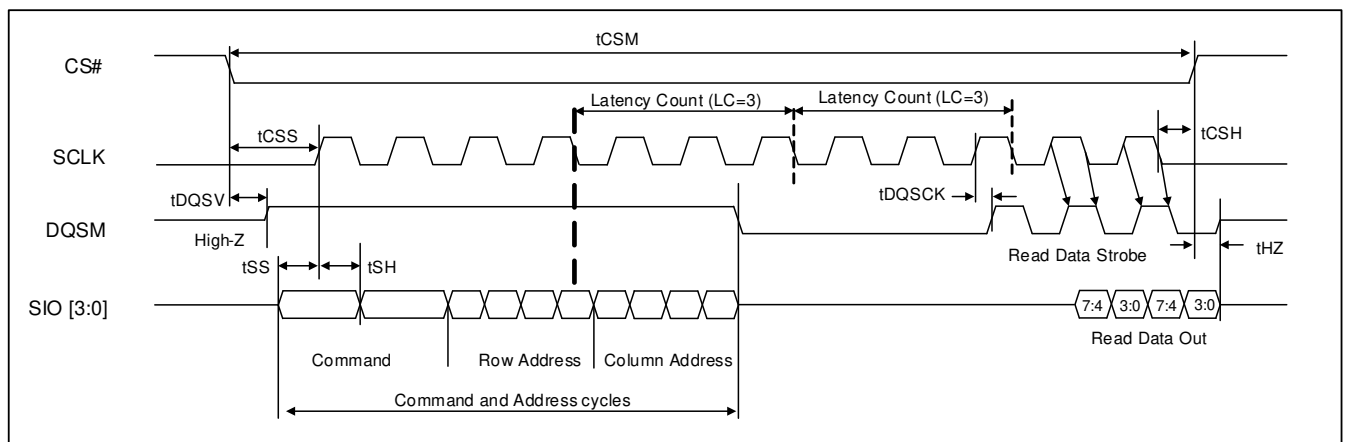 tCSM
CS#
Latency Count (LC=3) Latency Count (LC=3)
tCSS
tCSH
SCLK
tDQSV
tDQSCK
DQSM
High-Z
Read Data Strobe
tHZ
tSS tSH
SIO [3:0]
7:4 3:0 7:4 3:0
Read Data Out
Command Row Address Column Address
Command and Address cycles